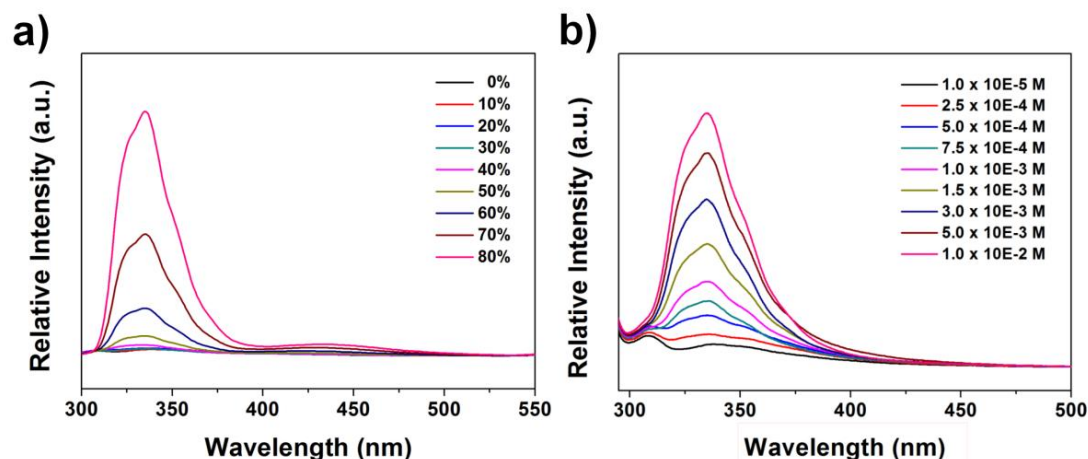 a)
Relative Intensity (a.u.)
0%
10%
20%
30%
40%
50%
60%
70%
80%
300 350 400 450 500 550
Wavelength (nm)
b)
Relative Intensity (a.u.)
1.0 x 10E-5 M
2.5 x 10E-4 M
5.0 x 10E-4 M
7.5 x 10E-4 M
1.0 x 10E-3 M
1.5 x 10E-3 M
3.0 x 10E-3 M
5.0 x 10E-3 M
1.0 x 10E-2 M
300 350 400 450 500
Wavelength (nm)